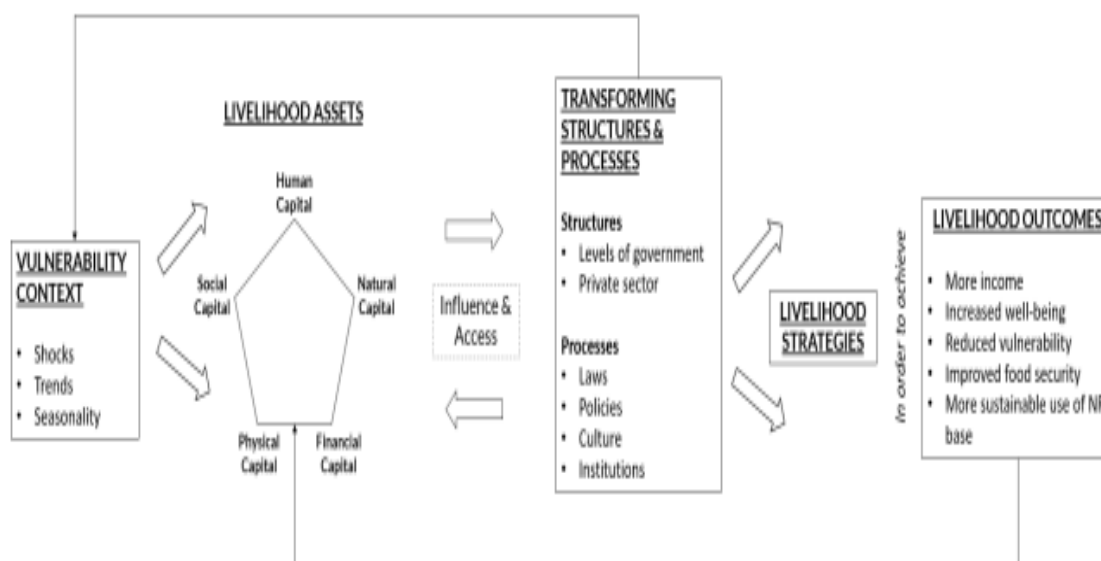 LIVELIHOOD ASSETS
Human
Capital
Social
Capital
Natural
Capital
Physical
Capital
Financial
Capital
VULNERABILITY
CONTEXT
• Shocks
• Trends
• Seasonality
Influence &
Access
TRANSFORMING
STRUCTURES &
PROCESSES
Structures
• Levels of government
• Private sector
Processes
• Laws
• Policies
• Culture
• Institutions
LIVELIHOOD
STRATEGIES
In order to achieve
LIVELIHOOD OUTCOMES
• More income
• Increased well-being
• Reduced vulnerability
• Improved food security
• More sustainable use of
base